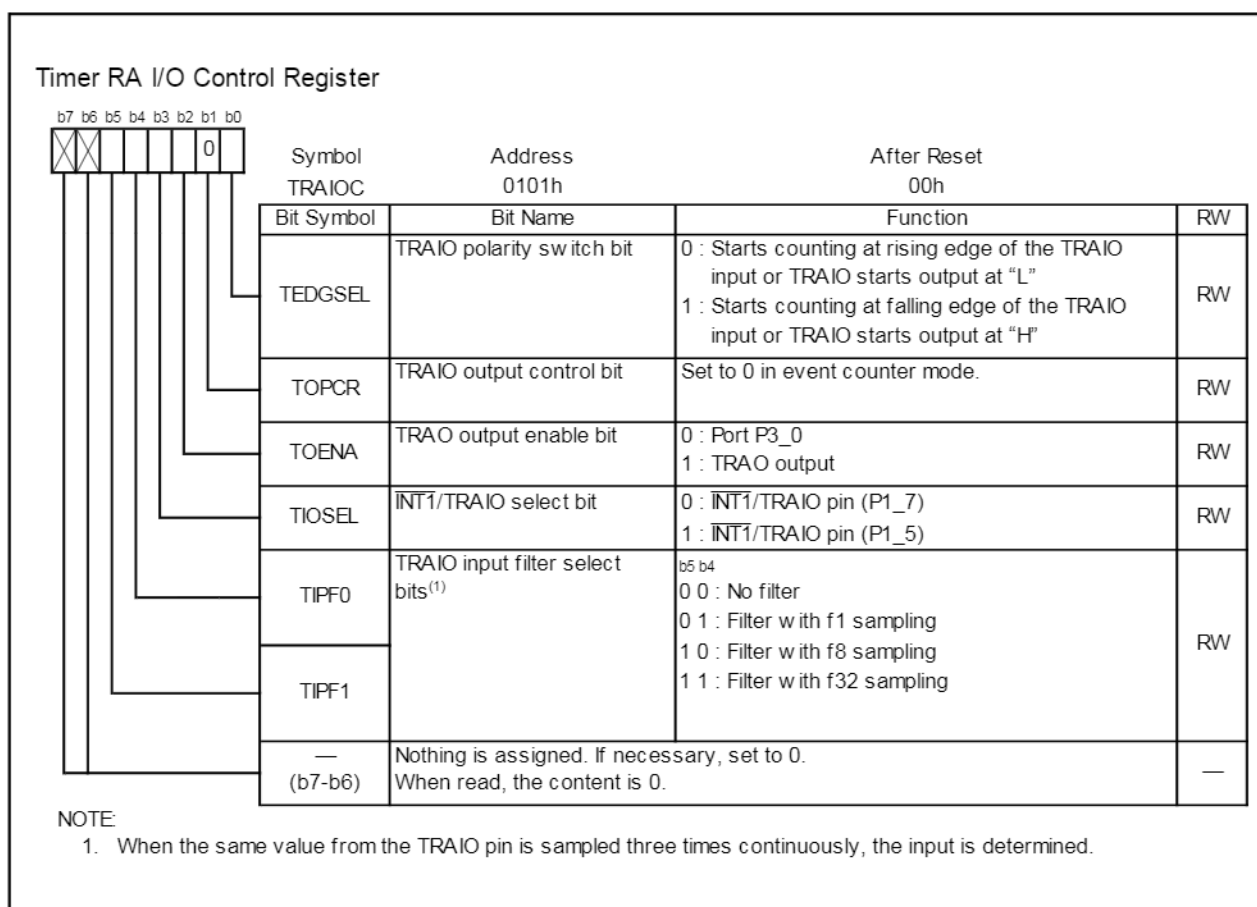 Timer RA I/O Control Register
b7 b6 b5 b4 b3 b2 b1 b0
0
Symbol Address After Reset
TRAIOC 0101h 00h
Bit Symbol Bit Name Function RW
TEDGSEL TRAIO polarity switch bit 0 : Starts counting at rising edge of the TRAIO
input or TRAIO starts output at “L”
1 : Starts counting at falling edge of the TRAIO
input or TRAIO starts output at “H”
RW
TOPCR TRAIO output control bit Set to 0 in event counter mode. RW
TOENA TRAO output enable bit 0 : Port P3_0
1 : TRAO output
RW
TIOSEL I̅N̅T̅1̅/TRAIO select bit 0 : I̅N̅T̅1̅/TRAIO pin (P1_7)
1 : I̅N̅T̅1̅/TRAIO pin (P1_5)
RW
TIPF0 TRAIO input filter select
bits(1)
b5 b4
0 0 : No filter
0 1 : Filter with f1 sampling
1 0 : Filter with f8 sampling
1 1 : Filter with f32 sampling
RW
TIPF1
—
(b7-b6)
Nothing is assigned. If necessary, set to 0.
When read, the content is 0.
—
NOTE:
1. When the same value from the TRAIO pin is sampled three times continuously, the input is determined.